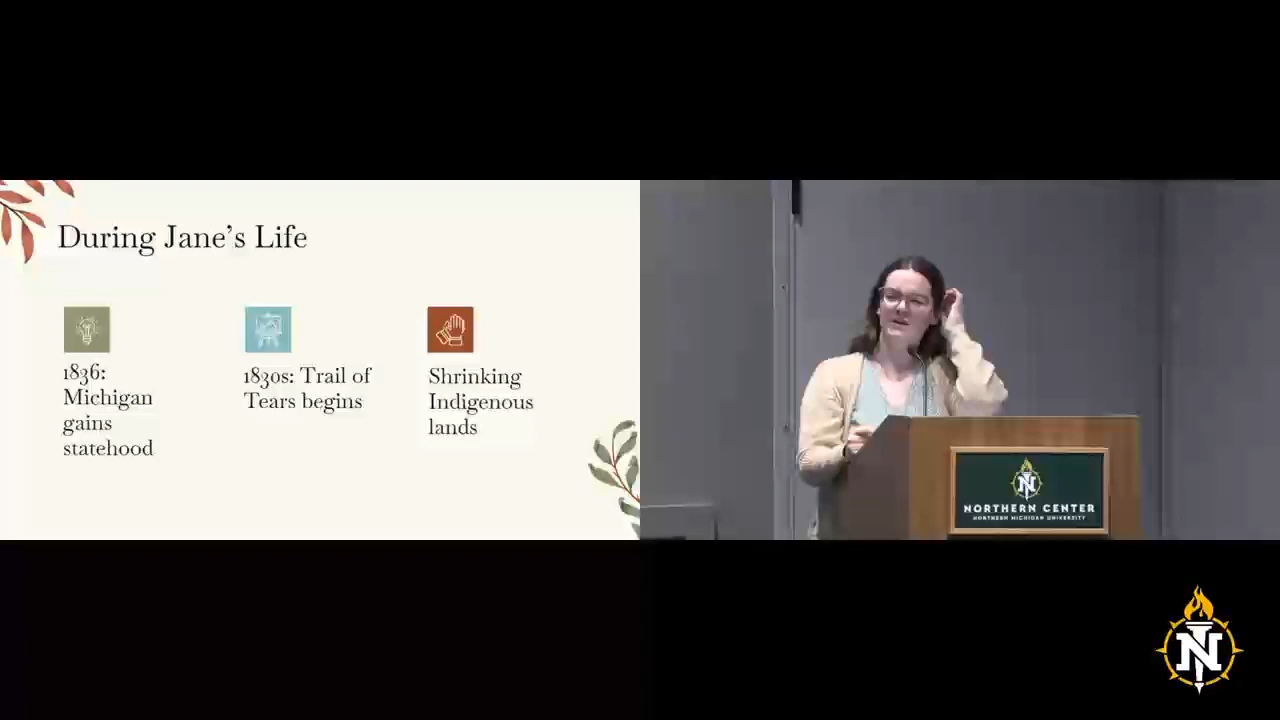 During Jane's Life
1836:
Michigan
gains
statehood
1830s: Trail of
Tears begins
Shrinking
Indigenous
lands
N
NORTHERN CENTER
NORTHERN MICHIGAN UNIVERSITY
N